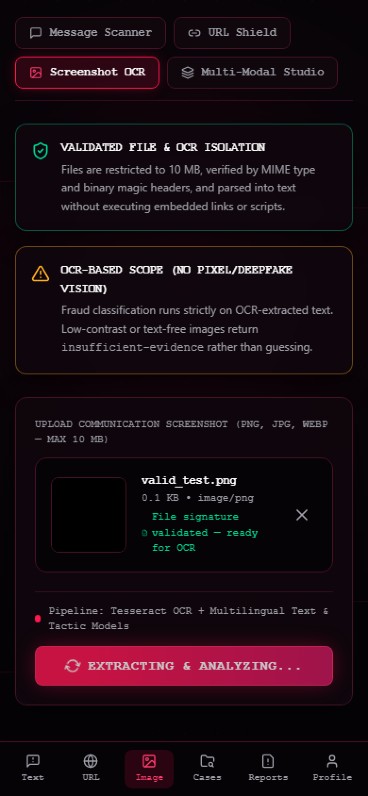 Message Scanner
URL Shield
Screenshot OCR
Multi-Modal Studio
VALIDATED FILE & OCR ISOLATION
Files are restricted to 10 MB, verified by MIME type
and binary magic headers, and parsed into text
without executing embedded links or scripts.
OCR-BASED SCOPE (NO PIXEL/DEEPFAKE
VISION)
Fraud classification runs strictly on OCR-extracted text.
Low-contrast or text-free images return
insufficient-evidence rather than guessing.
UPLOAD COMMUNICATION SCREENSHOT (PNG, JPG, WEBP
— MAX 10 MB)
valid_test.png
0.1 KB • image/png
File signature
validated — ready
for OCR
Pipeline: Tesseract OCR + Multilingual Text &
Tactic Models
EXTRACTING & ANALYZING...
Text
URL
Image
Cases
Reports
Profile